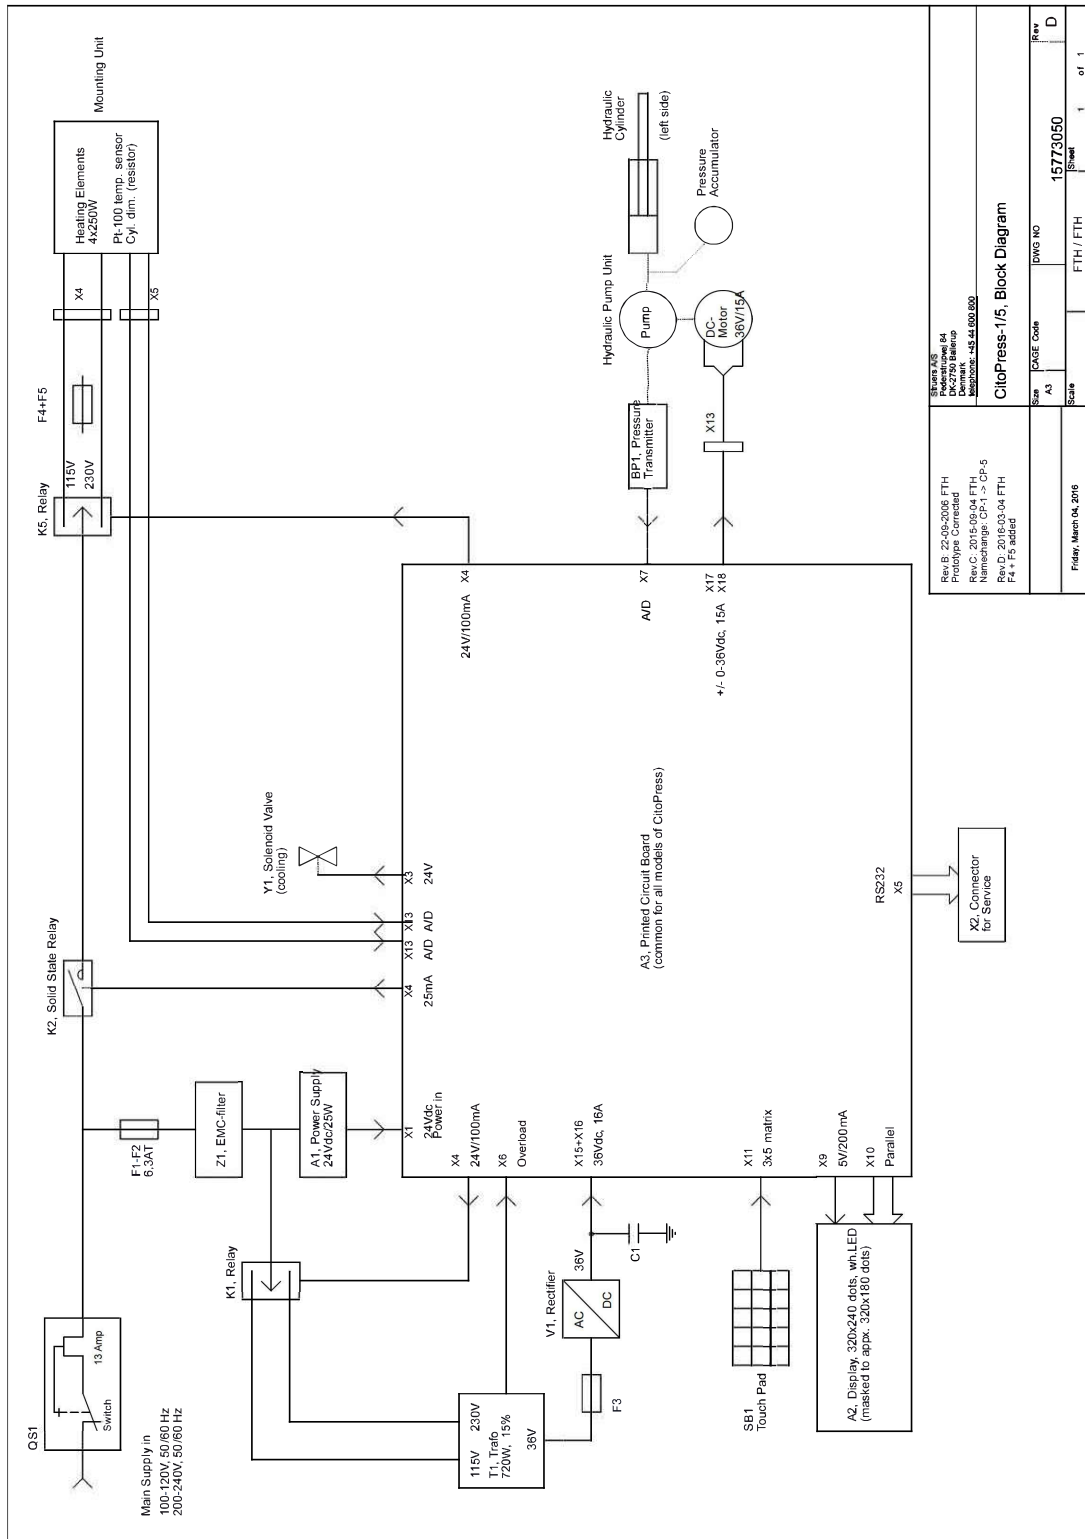 QS1
13 Amp
Switch
Main Supply in
100-120V, 50/60 Hz
200-240V, 50/60 Hz
F1-F2
6.3AT
Z1, EMC-filter
A1, Power Supply
24Vdc/25W
K2, Solid State Relay
Y1, Solenoid Valve
(cooling)
K5, Relay
115V
230V
F4+F5
X4
X5
Heating Elements
4x250W
Pt-100 temp. sensor
Cyl. dim. (resistor)
Mounting Unit
K1, Relay
115V
230V
T1, Trafo
720W, 15%
36V
F3
V1, Rectifier
AC
DC
36V
C1
X1
24Vdc
Power in
X4
25mA
X13
A/D
X13
A/D
X3
24V
X4
24V/100mA
X4
24V/100mA
X6
Overload
X15+X16
36Vdc, 16A
X11
3x5 matrix
X9
5V/200mA
X10
Parallel
A3, Printed Circuit Board
(common for all models of CitoPress)
X7
A/D
X17
X18
+/- 0-36Vdc, 15A
RS232
X5
X2, Connector
for Service
SB1
Touch Pad
A2, Display, 320x240 dots, wh.LED
(masked to appx. 320x180 dots)
BP1, Pressure
Transmitter
X13
Hydraulic Pump Unit
Pump
DC-
Motor
36V/15A
Hydraulic
Cylinder
(left side)
Pressure
Accumulator
Rev.B: 22-09-2006 FTH
Prototype Corrected
Rev.C: 2015-09-04 FTH
Namechange: CP-1 -> CP-5
Rev.D: 2016-03-04 FTH
F4 + F5 added
Friday, March 04, 2016
Struers A/S
Pederstrupvej 84
DK-2750 Ballerup
Denmark
telephone: +45 44 600 800
CitoPress-1/5, Block Diagram
Size
A3
CAGE Code
DWG NO
15773050
Rev
D
Scale
FTH / FTH
Sheet
1 of 1